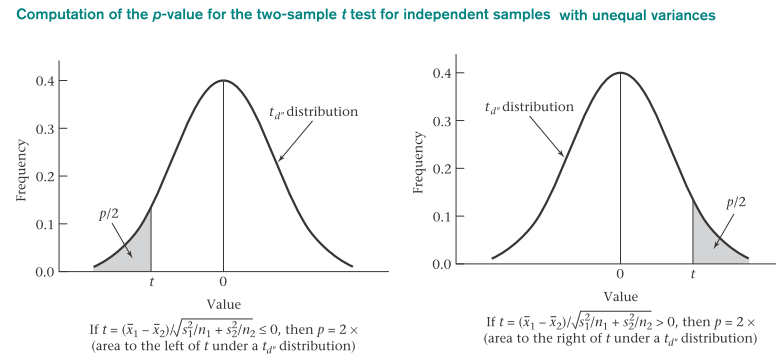 Computation of the p-value for the two-sample t test for independent samples with unequal variances
0.4
0.3
0.2
0.1
0.0
Frequency
t_d″ distribution
p/2
t
0
Value
If t = (x̄₁ – x̄₂)/√s₁²/n₁ + s₂²/n₂ ≤ 0, then p = 2 ×
(area to the left of t under a t_d″ distribution)
0.4
0.3
0.2
0.1
0.0
Frequency
t_d″ distribution
p/2
0
t
Value
If t = (x̄₁ – x̄₂)/√s₁²/n₁ + s₂²/n₂ > 0, then p = 2 ×
(area to the right of t under a t_d″ distribution)